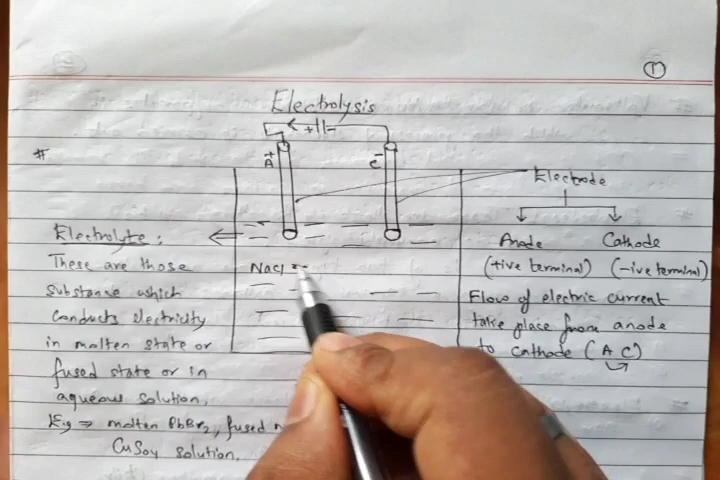 1
Electrolysis
+ -
#
A+
C-
Electrode
Electrolyte:
Anode Cathode
These are those
(+ive terminal) (-ive terminal)
NaCl
substance which
Flow of electric current
conducts electricity
take place from anode
in molten state or
to cathode (A C)
fused state or in
aqueous solution,
E.g ⇒ molten PbBr2, fused
CuSO4 solution.